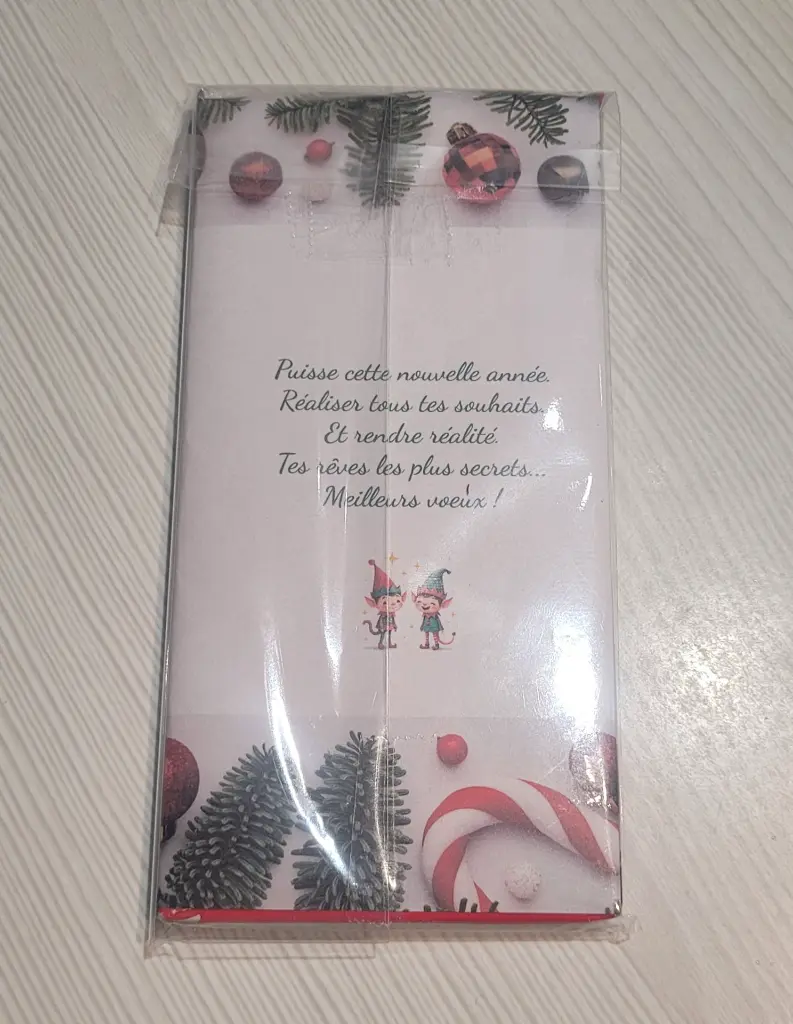 Puisse cette nouvelle année.
Réaliser tous tes souhaits.
Et rendre réalité.
Tes rêves les plus secrets...
Meilleurs voeux !